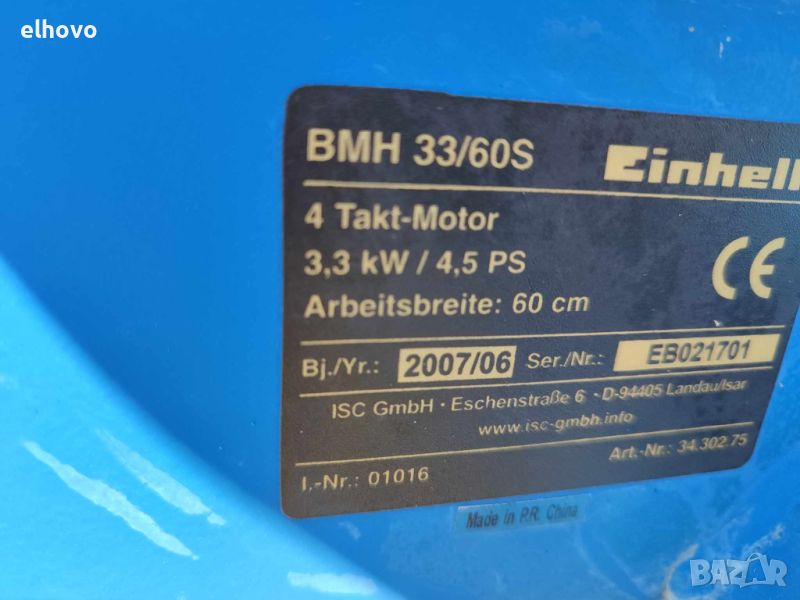 elhovo
BMH 33/60S
Einhell
4 Takt-Motor
3,3 kW / 4,5 PS
CE
Arbeitsbreite: 60 cm
Bj./Yr.: 2007/06 Ser./Nr.: EB021701
ISC GmbH · Eschenstraße 6 · D-94405 Landau/Isar
www.isc-gmbh.info
I.-Nr.: 01016
Art.-Nr.: 34.302.75
Made in P.R. China
BAZAR